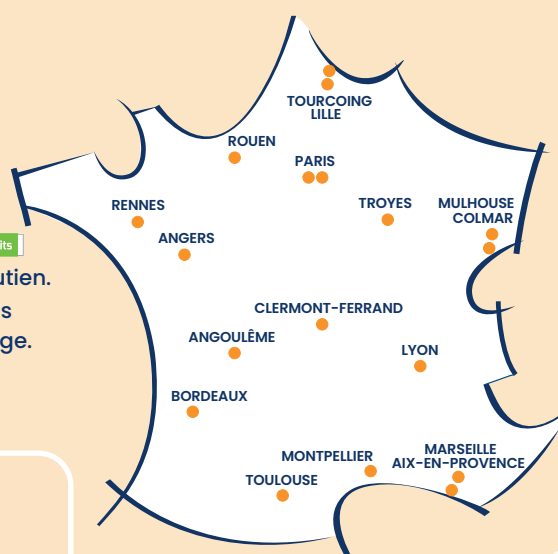 TOURCOING
LILLE
ROUEN
PARIS
RENNES
TROYES
MULHOUSE
COLMAR
ANGERS
its
utien.
s
ge.
CLERMONT-FERRAND
ANGOULÊME
LYON
BORDEAUX
MONTPELLIER
MARSEILLE
AIX-EN-PROVENCE
TOULOUSE